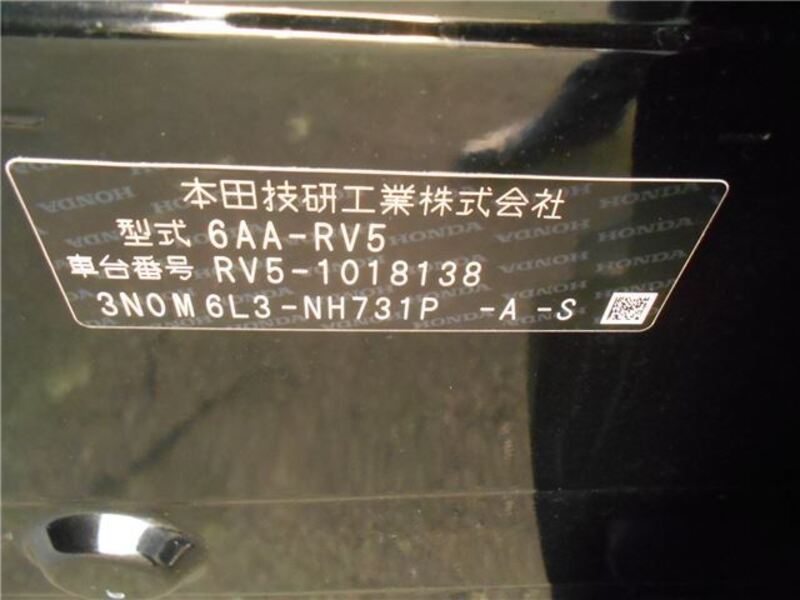 本田技研工業株式会社
型式 6AA-RV5
車台番号 RV5-1018138
3N0M6L3-NH731P -A-S